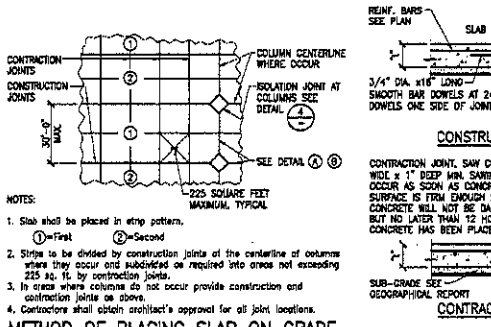 ①
CONTRACTION
JOINTS
②
CONSTRUCTION
JOINTS
30'-0"
MAX.
①
②
COLUMN CENTERLINE
WHERE OCCUR
ISOLATION JOINT AT
COLUMNS SEE
DETAIL 4
SEE DETAIL Ⓐ Ⓑ
225 SQUARE FEET
MAXIMUM, TYPICAL
NOTES:
1. Slab shall be placed in strip pattern.
①=First ②=Second
2. Strips to be divided by construction joints at the centerline of columns
where they occur and subdivided as required into areas not exceeding
225 sq. ft. by contraction joints.
3. In areas where columns do not occur provide construction and
contraction joints as above.
4. Contractors shall obtain architect's approval for all joint locations.
METHOD OF PLACING SLAB ON GRADE
REINF. BARS
SEE PLAN
SLAB
3/4" DIA. x16" LONG
SMOOTH BAR DOWELS AT 2
DOWELS ONE SIDE OF JOINT
CONSTRU
CONTRACTION JOINT. SAW C
WIDE x 1" DEEP MIN. SAWI
OCCUR AS SOON AS CONCR
SURFACE IS FIRM ENOUGH
CONCRETE WILL NOT BE DA
BUT NO LATER THAN 12 HO
CONCRETE HAS BEEN PLACE
SUB-GRADE SEE
GEOGRAPHICAL REPORT
CONTRAC